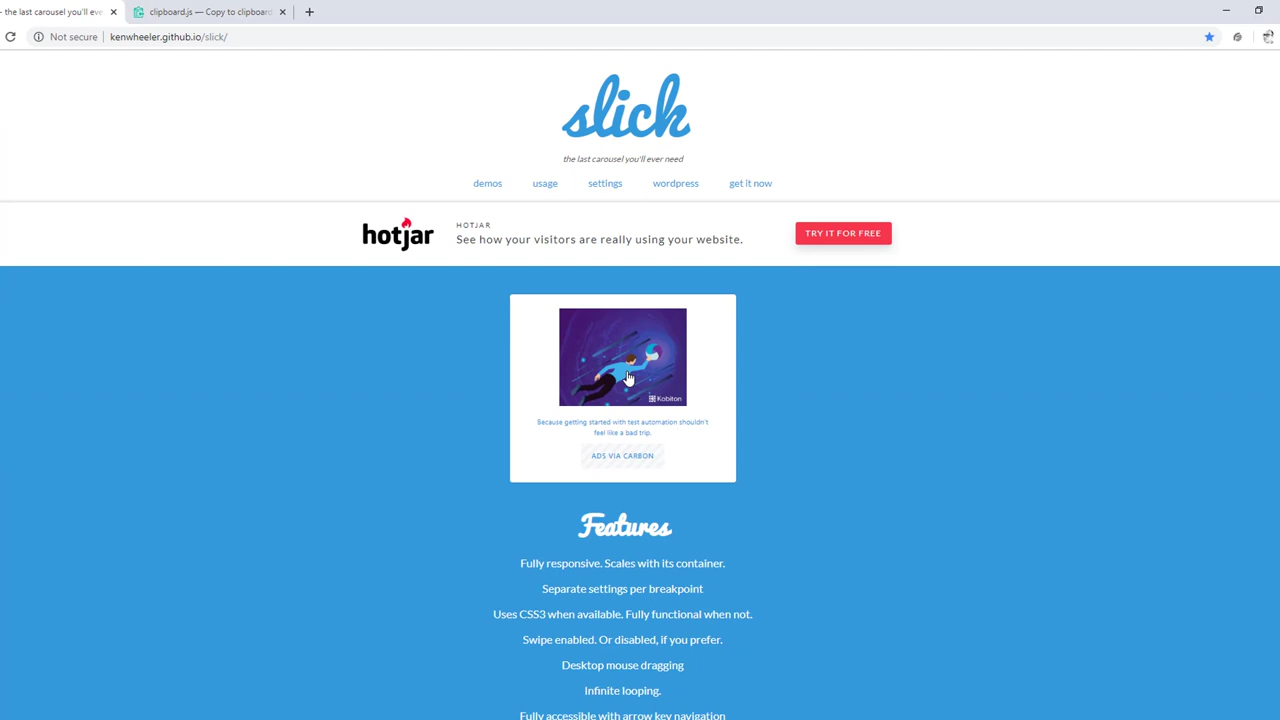 - the last carousel you'll eve
clipboard.js — Copy to clipboard
Not secure
kenwheeler.github.io/slick/
slick
the last carousel you'll ever need
demos usage settings wordpress get it now
hotjar
HOTJAR
See how your visitors are really using your website.
TRY IT FOR FREE
Kobiton
Because getting started with test automation shouldn't
feel like a bad trip.
ADS VIA CARBON
Features
Fully responsive. Scales with its container.
Separate settings per breakpoint
Uses CSS3 when available. Fully functional when not.
Swipe enabled. Or disabled, if you prefer.
Desktop mouse dragging
Infinite looping.
Fully accessible with arrow key navigation